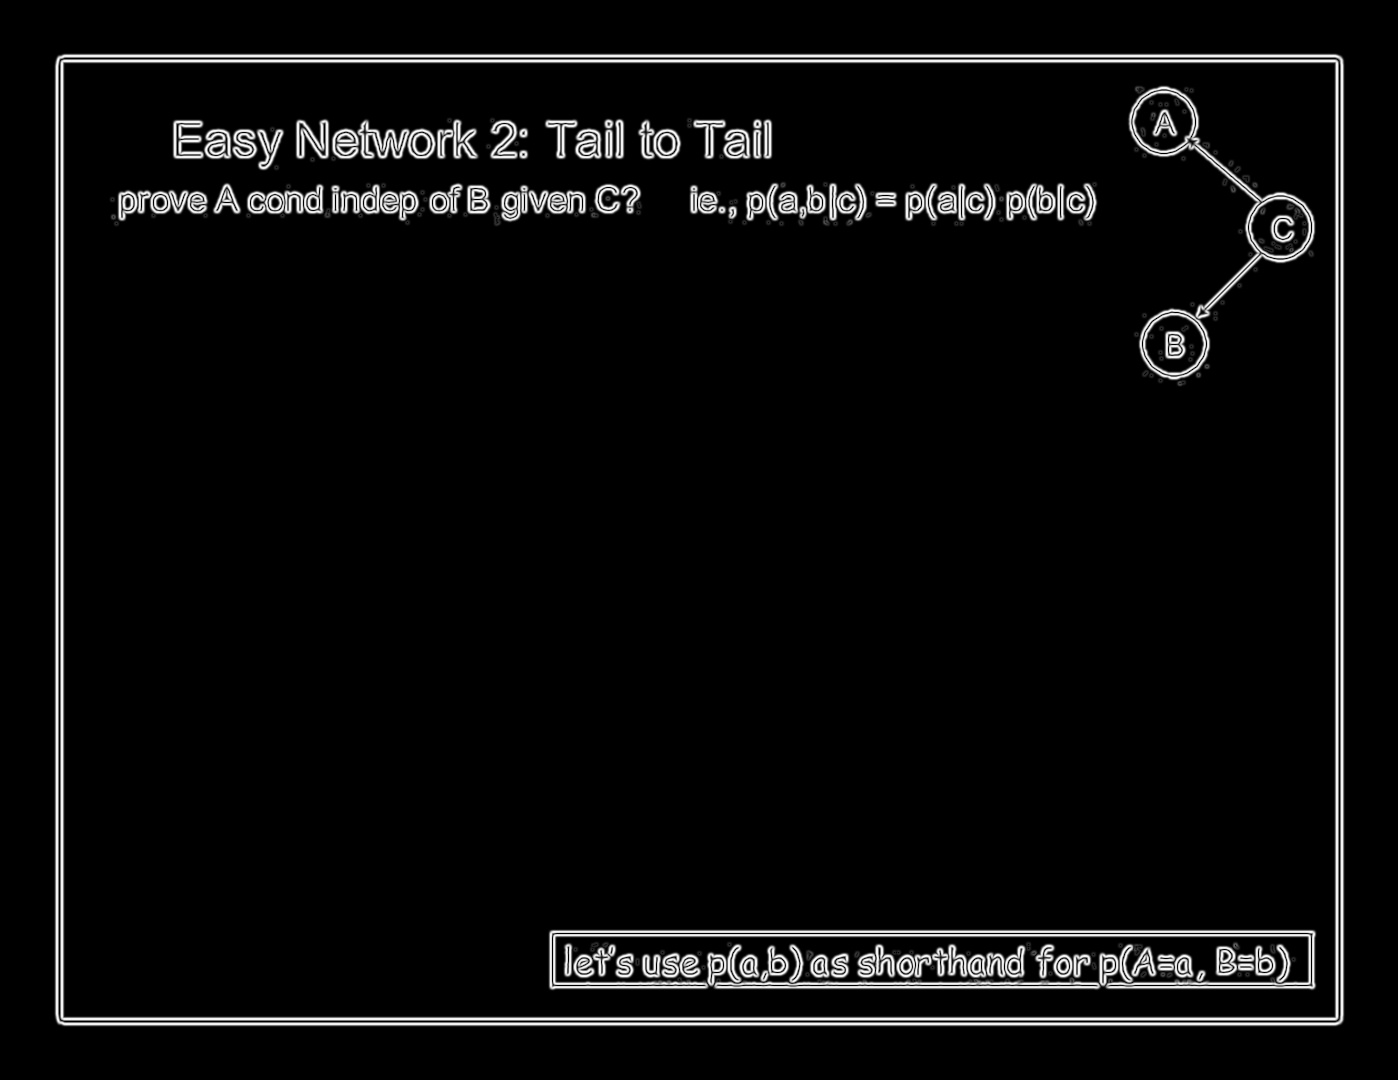 Easy Network 2: Tail to Tail
prove A cond indep of B given C? ie., p(a,b|c) = p(a|c) p(b|c)
A
C
B
let's use p(a,b) as shorthand for p(A=a, B=b)